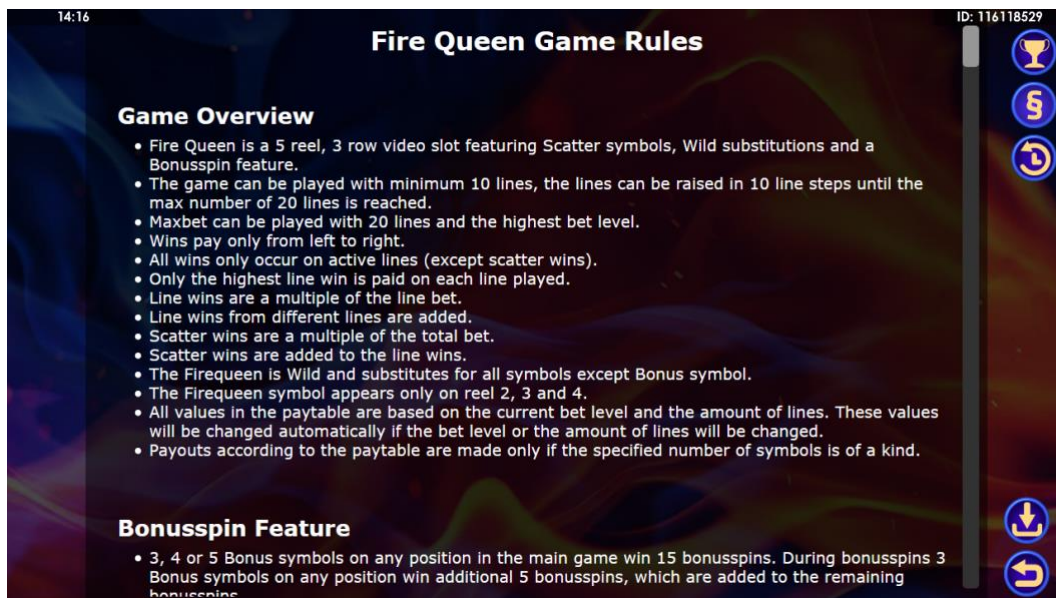 14:16
ID: 116118529
Fire Queen Game Rules
§
Game Overview
• Fire Queen is a 5 reel, 3 row video slot featuring Scatter symbols, Wild substitutions and a
Bonusspin feature.
• The game can be played with minimum 10 lines, the lines can be raised in 10 line steps until the
max number of 20 lines is reached.
• Maxbet can be played with 20 lines and the highest bet level.
• Wins pay only from left to right.
• All wins only occur on active lines (except scatter wins).
• Only the highest line win is paid on each line played.
• Line wins are a multiple of the line bet.
• Line wins from different lines are added.
• Scatter wins are a multiple of the total bet.
• Scatter wins are added to the line wins.
• The Firequeen is Wild and substitutes for all symbols except Bonus symbol.
• The Firequeen symbol appears only on reel 2, 3 and 4.
• All values in the paytable are based on the current bet level and the amount of lines. These values
will be changed automatically if the bet level or the amount of lines will be changed.
• Payouts according to the paytable are made only if the specified number of symbols is of a kind.
Bonusspin Feature
• 3, 4 or 5 Bonus symbols on any position in the main game win 15 bonusspins. During bonusspins 3
Bonus symbols on any position win additional 5 bonusspins, which are added to the remaining
bonusspins.